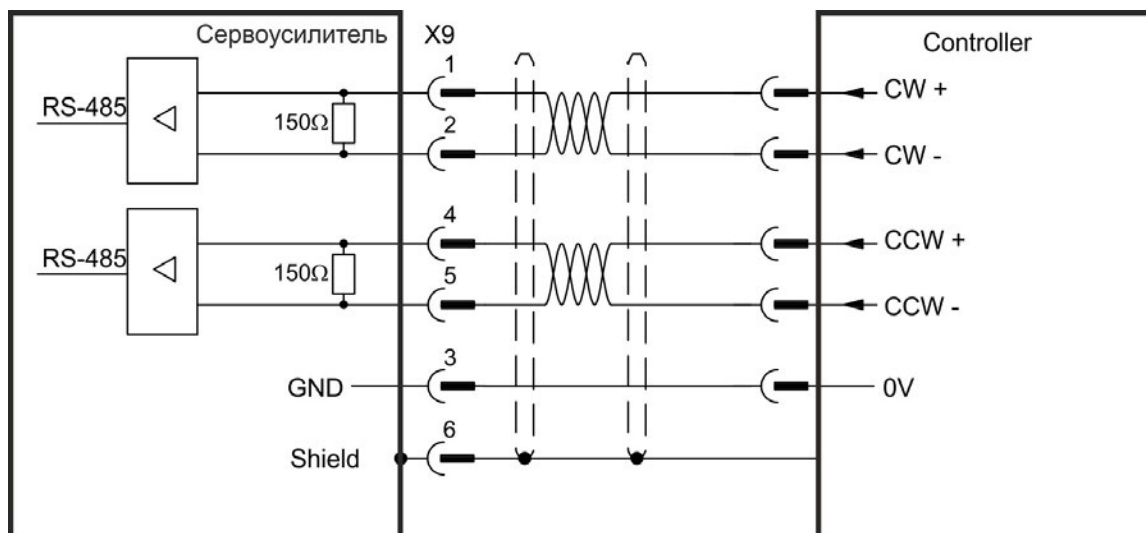 Сервоусилитель
X9
Controller
1
RS-485
150Ω
CW +
2
CW -
4
RS-485
150Ω
CCW +
5
CCW -
3
GND
0V
6
Shield